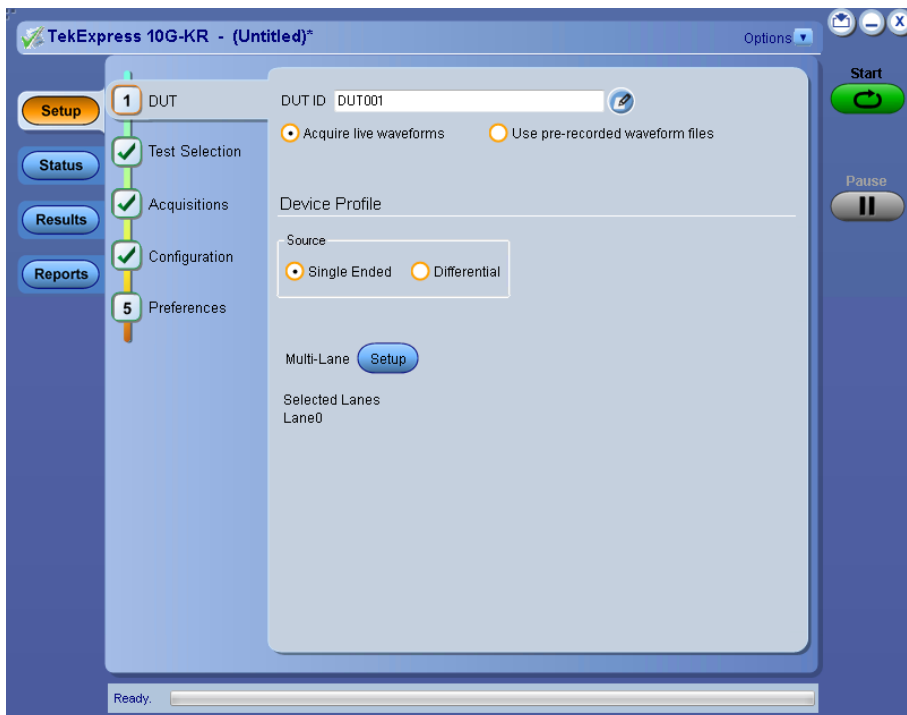 TekExpress 10G-KR - (Untitled)*
Options
Start
Setup
Status
Results
Reports
1 DUT
Test Selection
Acquisitions
Configuration
5 Preferences
DUT ID DUT001
Acquire live waveforms Use pre-recorded waveform files
Device Profile
Source
Single Ended Differential
Multi-Lane Setup
Selected Lanes
Lane0
Pause
Ready.